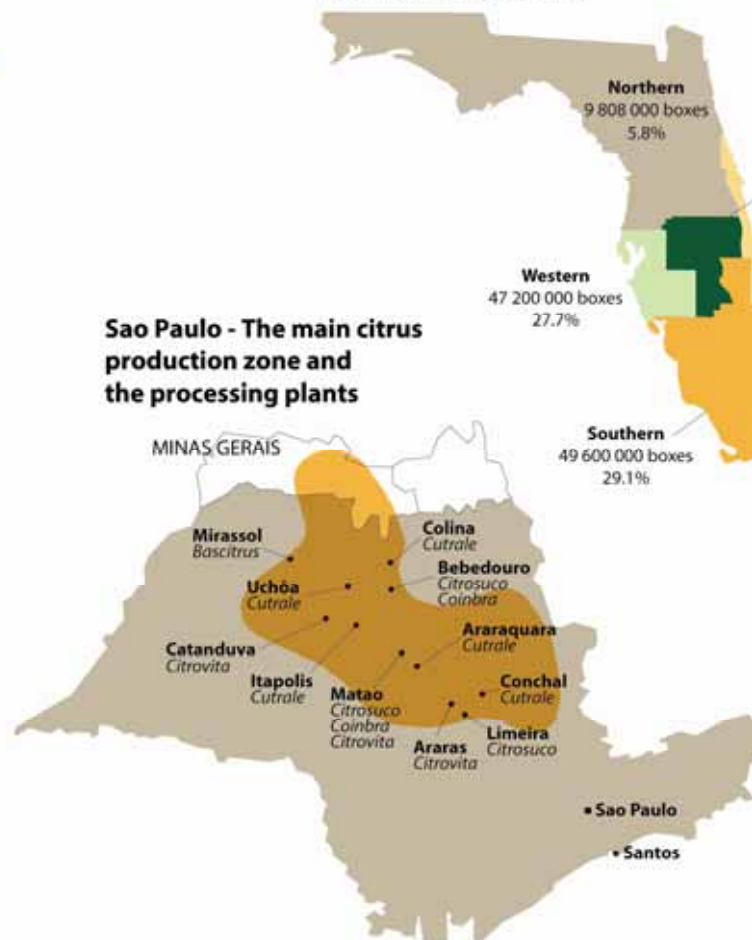 Northern
9 808 000 boxes
5.8%
Western
47 200 000 boxes
27.7%
Southern
49 600 000 boxes
29.1%
Sao Paulo - The main citrus
production zone and
the processing plants
MINAS GERAIS
Mirassol
Bascitrus
Colina
Cutrale
Uchôa
Cutrale
Bebedouro
Citrosuco
Coinbra
Catanduva
Citrovita
Itapolis
Cutrale
Araraquara
Cutrale
Matao
Citrosuco
Coinbra
Citrovita
Conchal
Cutrale
Araras
Citrovita
Limeira
Citrosuco
Sao Paulo
Santos